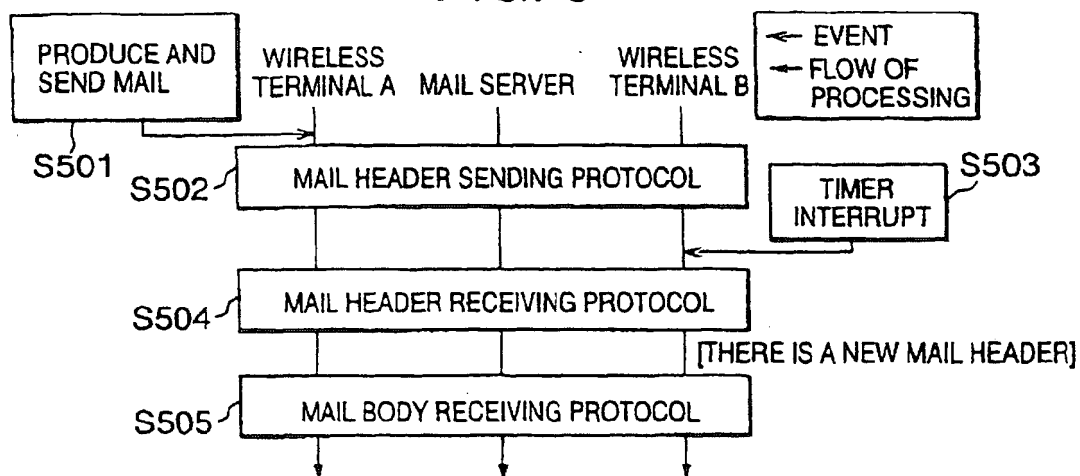 PRODUCE AND
SEND MAIL
S501
WIRELESS
TERMINAL A
MAIL SERVER
WIRELESS
TERMINAL B
EVENT
FLOW OF
PROCESSING
S502
MAIL HEADER SENDING PROTOCOL
S503
TIMER
INTERRUPT
S504
MAIL HEADER RECEIVING PROTOCOL
[THERE IS A NEW MAIL HEADER]
S505
MAIL BODY RECEIVING PROTOCOL